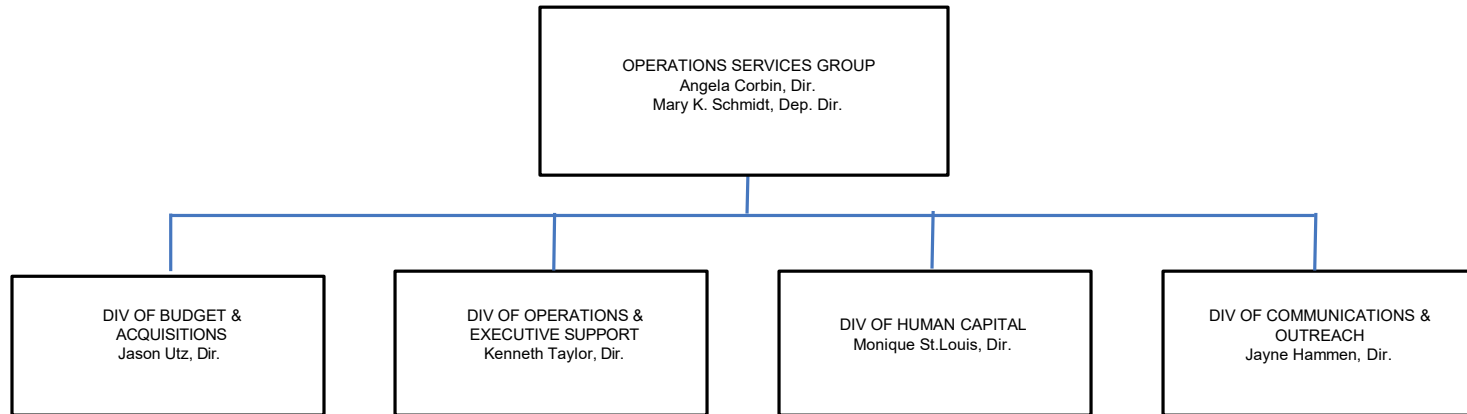 OPERATIONS SERVICES GROUP
Angela Corbin, Dir.
Mary K. Schmidt, Dep. Dir.
DIV OF BUDGET &
ACQUISITIONS
Jason Utz, Dir.
DIV OF OPERATIONS &
EXECUTIVE SUPPORT
Kenneth Taylor, Dir.
DIV OF HUMAN CAPITAL
Monique St.Louis, Dir.
DIV OF COMMUNICATIONS &
OUTREACH
Jayne Hammen, Dir.